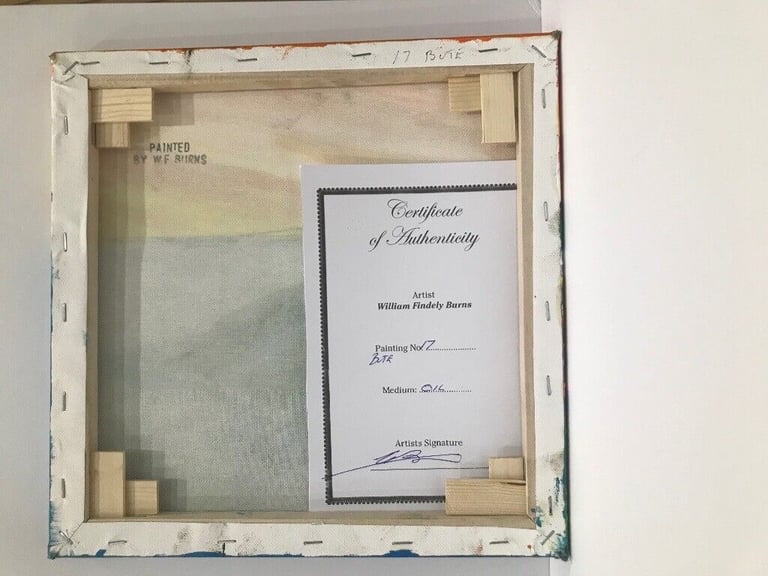 17 BUTE
PAINTED
BY W.F BURNS
Certificate
of Authenticity
Artist
William Findely Burns
Painting No 17....................
BUTE
Medium: Oil............
Artists Signature